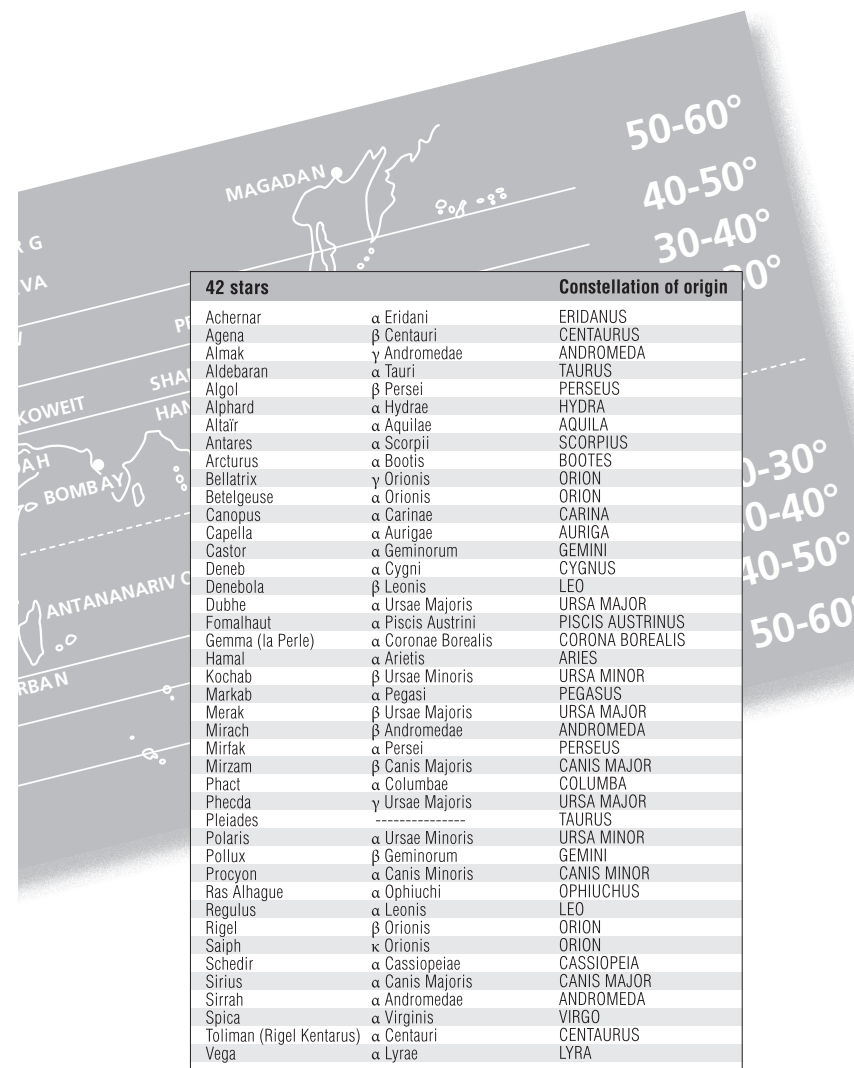 50-60°
MAGADAN
40-50°
30-40°
KOWEIT
BOMBAY
40-50°
ANTANANARIV
42 stars Constellation of origin
Achernar α Eridani ERIDANUS
Agena β Centauri CENTAURUS
Almak γ Andromedae ANDROMEDA
Aldebaran α Tauri TAURUS
Algol β Persei PERSEUS
Alphard α Hydrae HYDRA
Altaïr α Aquilae AQUILA
Antares α Scorpii SCORPIUS
Arcturus α Bootis BOOTES
Bellatrix γ Orionis ORION
Betelgeuse α Orionis ORION
Canopus α Carinae CARINA
Capella α Aurigae AURIGA
Castor α Geminorum GEMINI
Deneb α Cygni CYGNUS
Denebola β Leonis LEO
Dubhe α Ursae Majoris URSA MAJOR
Fomalhaut α Piscis Austrini PISCIS AUSTRINUS
Gemma (la Perle) α Coronae Borealis CORONA BOREALIS
Hamal α Arietis ARIES
Kochab β Ursae Minoris URSA MINOR
Markab α Pegasi PEGASUS
Merak β Ursae Majoris URSA MAJOR
Mirach β Andromedae ANDROMEDA
Mirfak α Persei PERSEUS
Mirzam β Canis Majoris CANIS MAJOR
Phact α Columbae COLUMBA
Phecda γ Ursae Majoris URSA MAJOR
Pleiades --------------- TAURUS
Polaris α Ursae Minoris URSA MINOR
Pollux β Geminorum GEMINI
Procyon α Canis Minoris CANIS MINOR
Ras Alhague α Ophiuchi OPHIUCHUS
Regulus α Leonis LEO
Rigel β Orionis ORION
Saiph κ Orionis ORION
Schedir α Cassiopeiae CASSIOPEIA
Sirius α Canis Majoris CANIS MAJOR
Sirrah α Andromedae ANDROMEDA
Spica α Virginis VIRGO
Toliman (Rigel Kentarus) α Centauri CENTAURUS
Vega α Lyrae LYRA